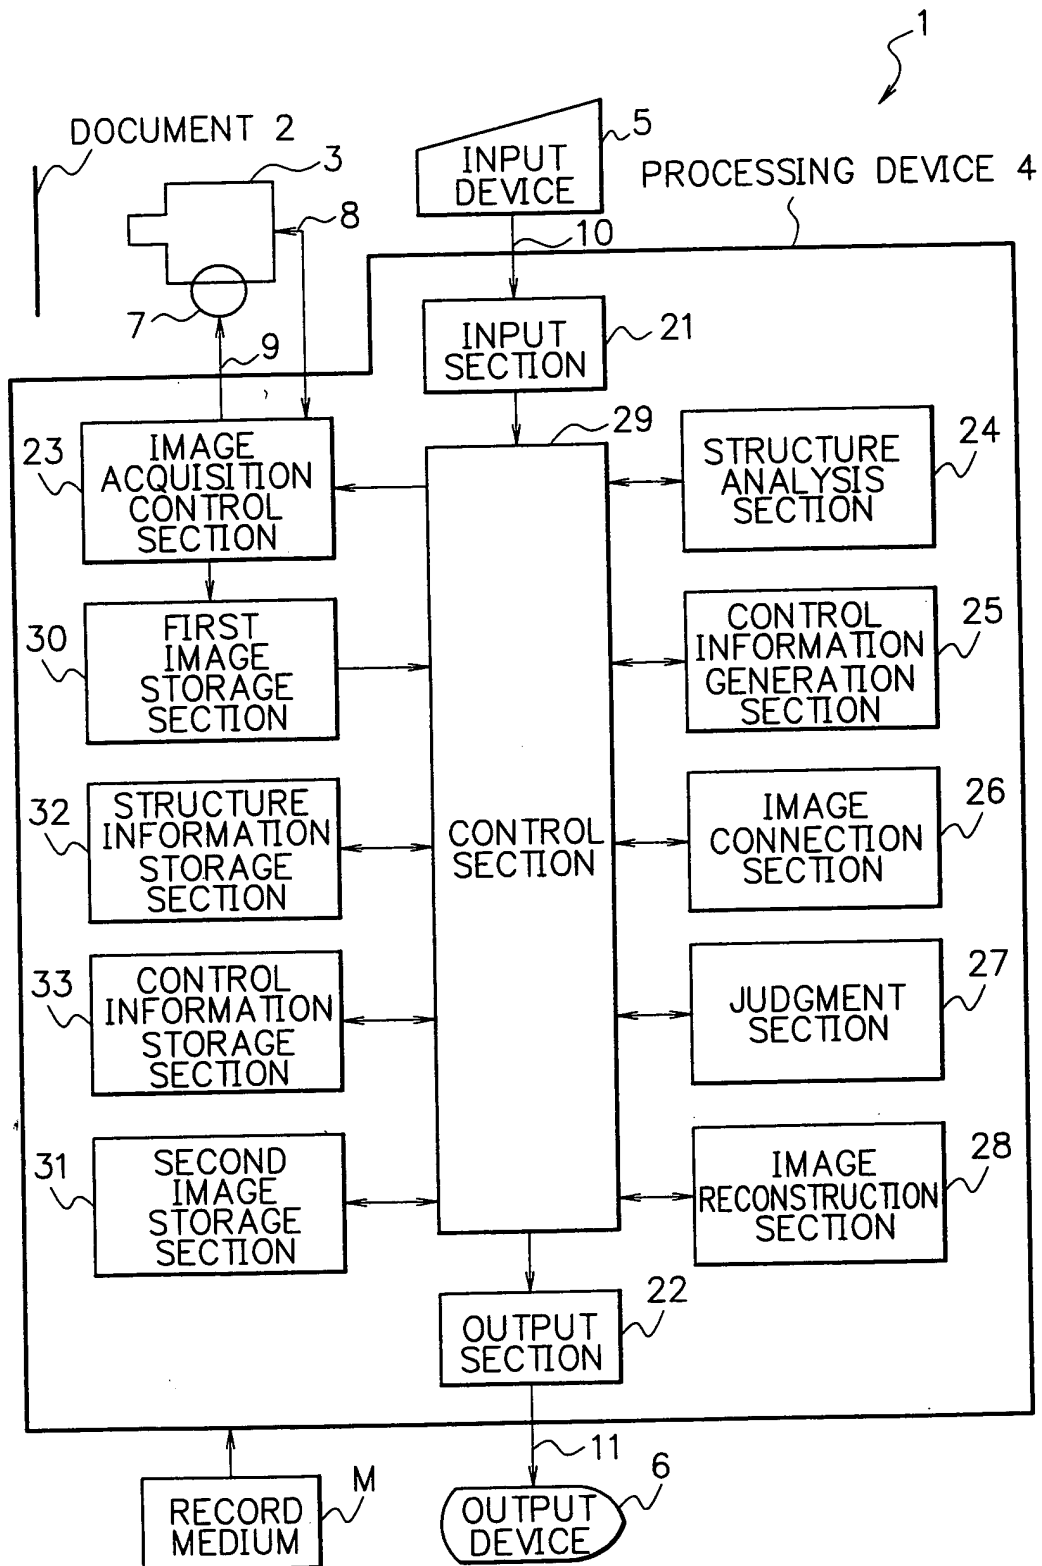 1
DOCUMENT 2
3
8
7
9
5
INPUT
DEVICE
10
PROCESSING DEVICE 4
INPUT
SECTION
21
29
23
IMAGE
ACQUISITION
CONTROL
SECTION
24
STRUCTURE
ANALYSIS
SECTION
30
FIRST
IMAGE
STORAGE
SECTION
25
CONTROL
INFORMATION
GENERATION
SECTION
32
STRUCTURE
INFORMATION
STORAGE
SECTION
CONTROL
SECTION
26
IMAGE
CONNECTION
SECTION
33
CONTROL
INFORMATION
STORAGE
SECTION
27
JUDGMENT
SECTION
31
SECOND
IMAGE
STORAGE
SECTION
28
IMAGE
RECONSTRUCTION
SECTION
22
OUTPUT
SECTION
11
M
RECORD
MEDIUM
6
OUTPUT
DEVICE